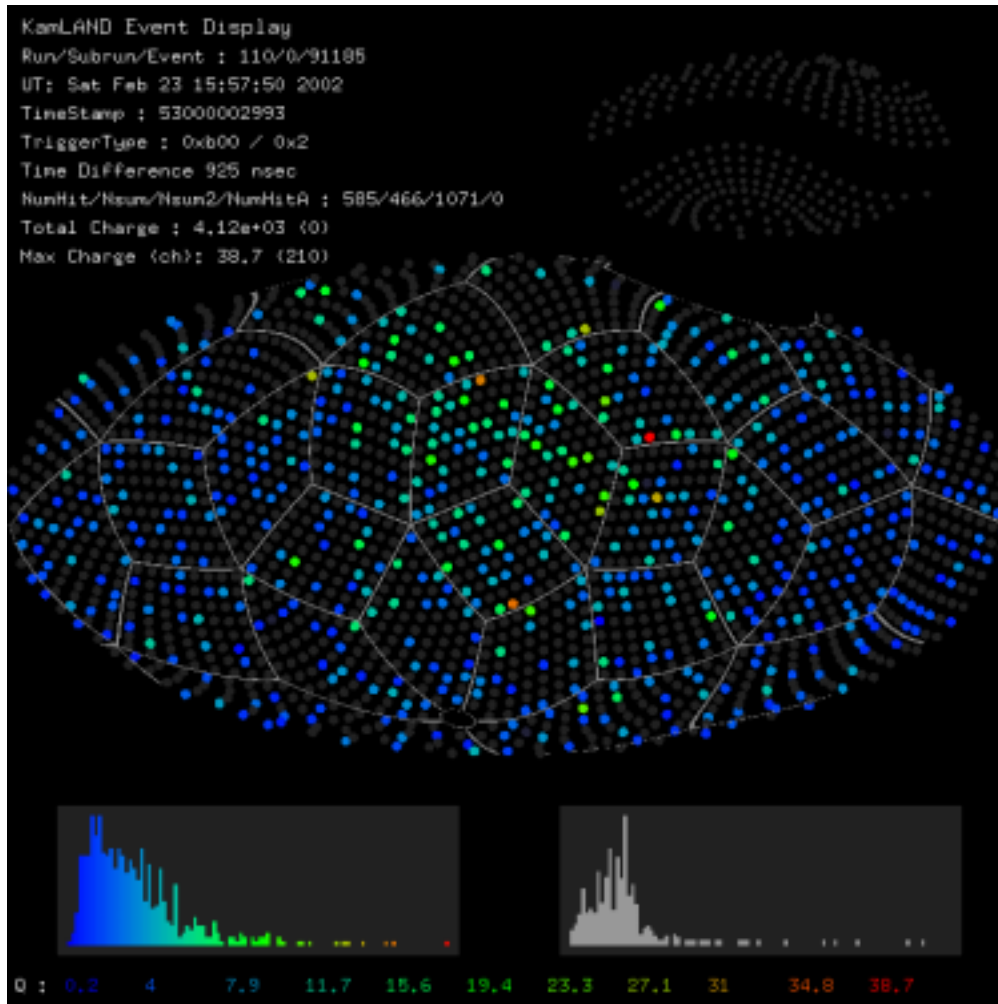 KamLAND Event Display
Run/Subrun/Event : 110/0/91185
UT: Sat Feb 23 15:57:50 2002
TimeStamp : 53000002993
TriggerType : 0xb00 / 0x2
Time Difference 925 nsec
NumHit/Nsum/Nsum2/NumHitA : 585/466/1071/0
Total Charge : 4.12e+03 (0)
Max Charge (ch): 38.7 (210)
Q : 0.2 4 7.9 11.7 15.6 19.4 23.3 27.1 31 34.8 38.7